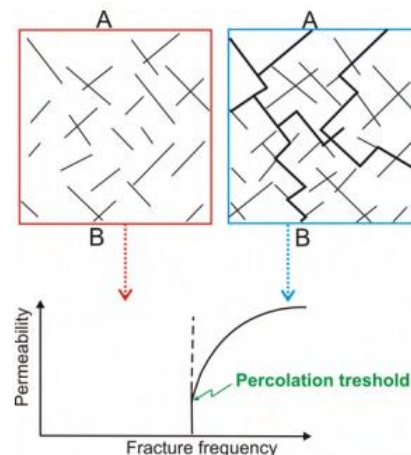 A A
B B
Permeability
Percolation treshold
Fracture frequency